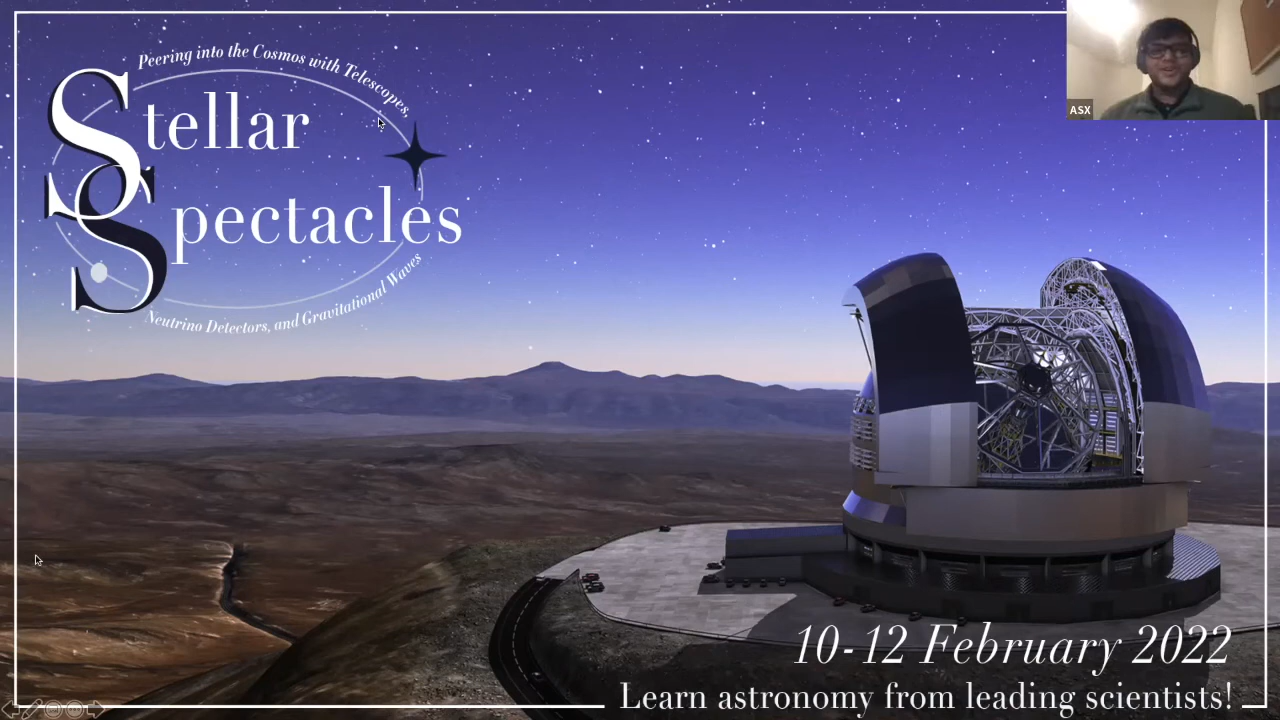 Peering into the Cosmos with Telescopes,
Stellar
Spectacles
Neutrino Detectors, and Gravitational Waves
ASX
10-12 February 2022
Learn astronomy from leading scientists!